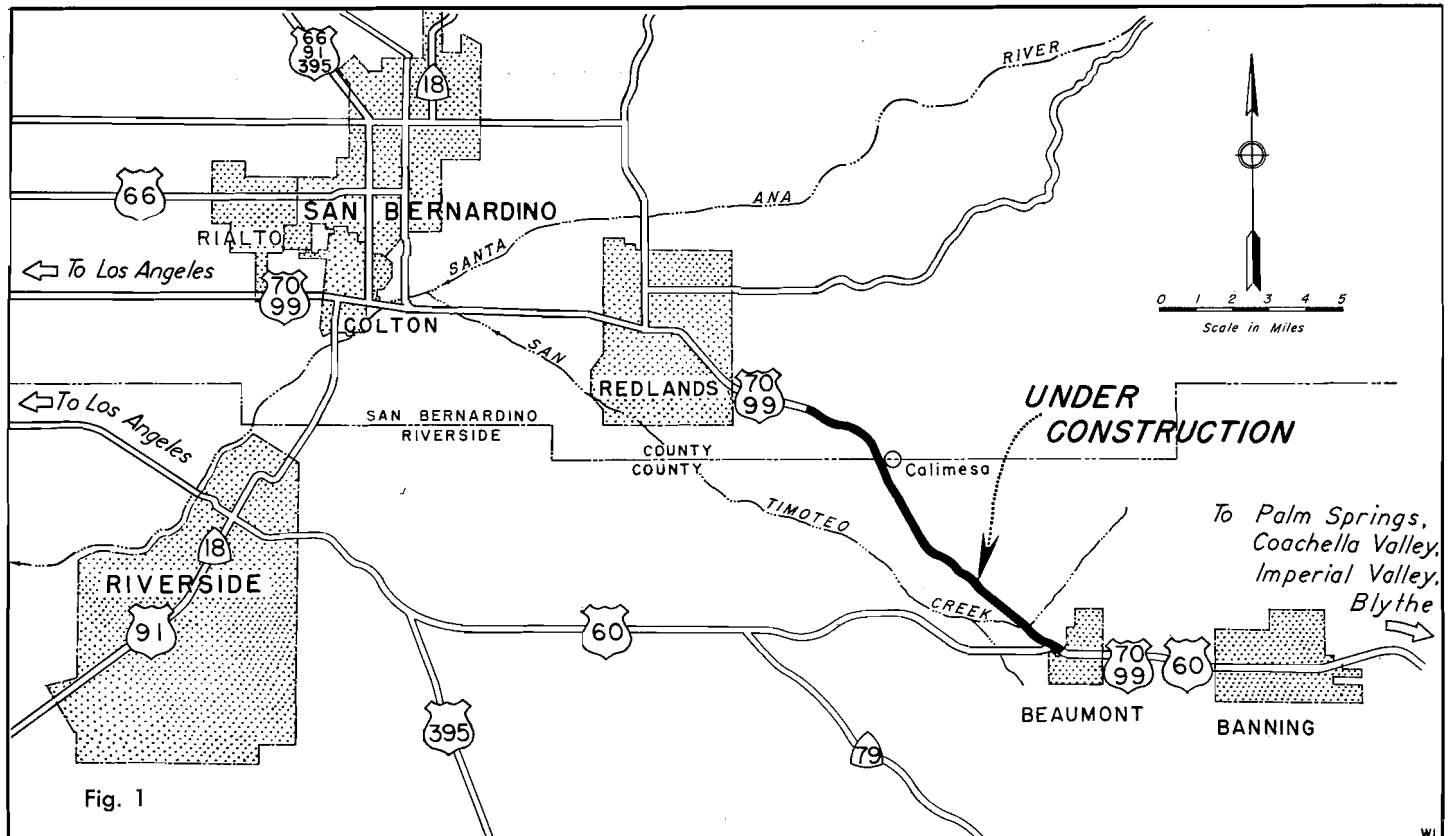 66
91
395
18
RIVER
66
SAN BERNARDINO
ANA
RIALTO
SANTA
To Los Angeles
70
99
COLTON
0 1 2 3 4 5
Scale in Miles
SAN
REDLANDS
70
99
UNDER
CONSTRUCTION
To Los Angeles
SAN BERNARDINO
RIVERSIDE
COUNTY
COUNTY
Calimesa
TIMOTEO
To Palm Springs,
Coachella Valley,
Imperial Valley,
Blythe
18
RIVERSIDE
CREEK
91
60
70
99
60
BEAUMONT
BANNING
395
79
Fig. 1
WJ